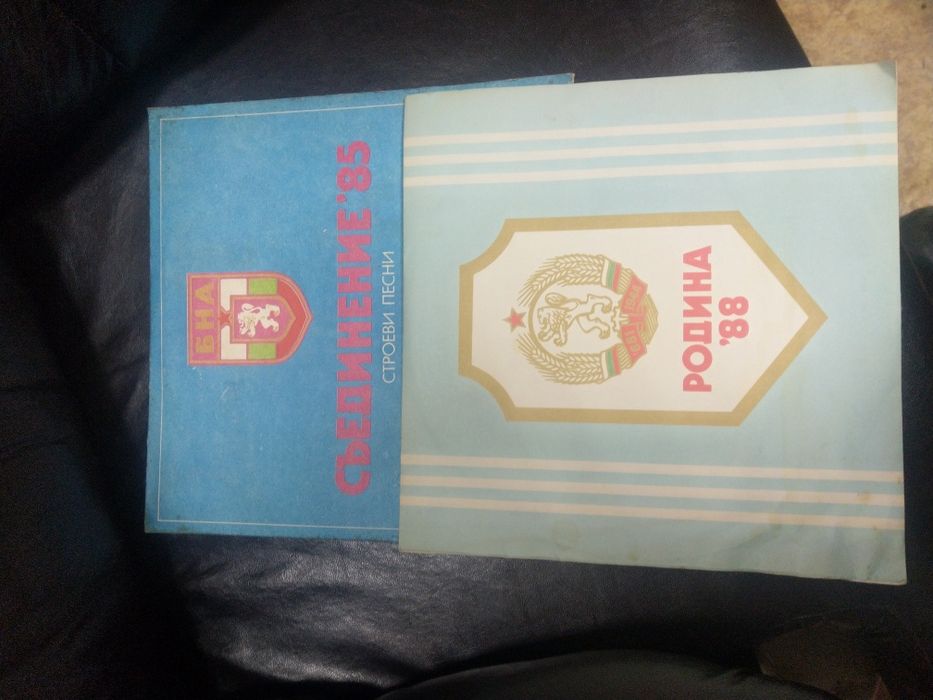 БНА
СЪЕДИНЕНИЕ '85
СТРОЕВИ ПЕСНИ
РОДИНА
'88